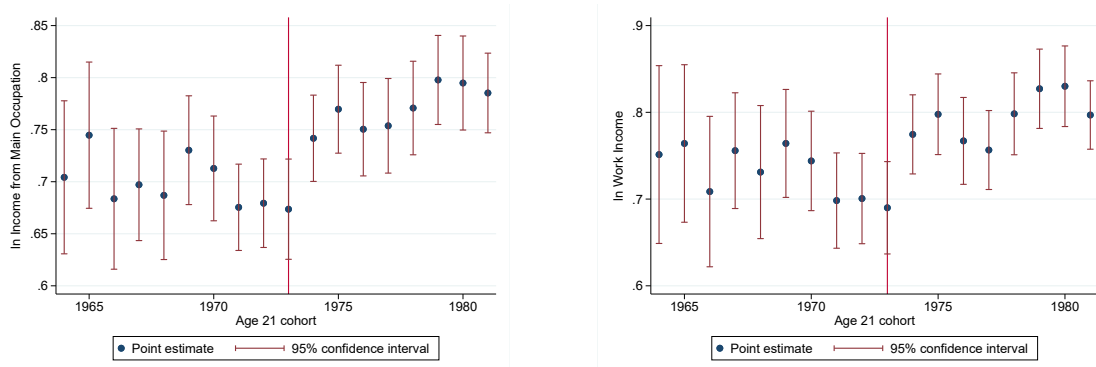 ln Income from Main Occupation
.85
.8
.75
.7
.65
.6
1965 1970 1975 1980
Age 21 cohort
Point estimate 95% confidence interval
ln Work Income
.9
.8
.7
.6
1965 1970 1975 1980
Age 21 cohort
Point estimate 95% confidence interval